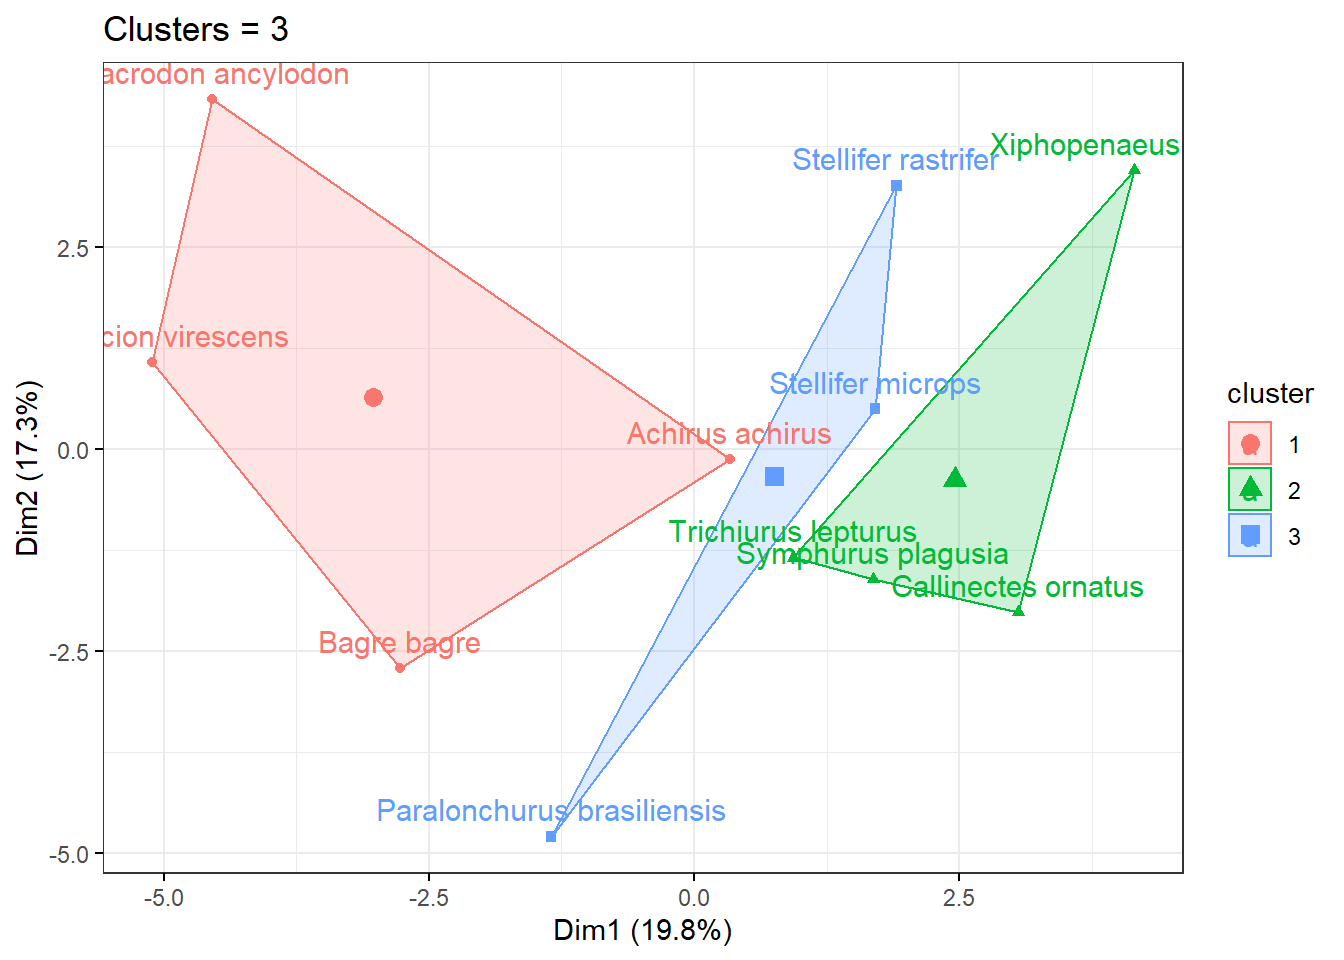 Clusters = 3
acrodon ancylodon
Xiphopenaeus
Stellifer rastrifer
cion virescens
Stellifer microps
Achirus achirus
Trichiurus lepturus
Symphurus plagusia
Callinectes ornatus
Bagre bagre
Paralonchurus brasiliensis
2.5
0.0
-2.5
-5.0
Dim2 (17.3%)
-5.0
-2.5
0.0
2.5
Dim1 (19.8%)
cluster
a 1
a 2
a 3